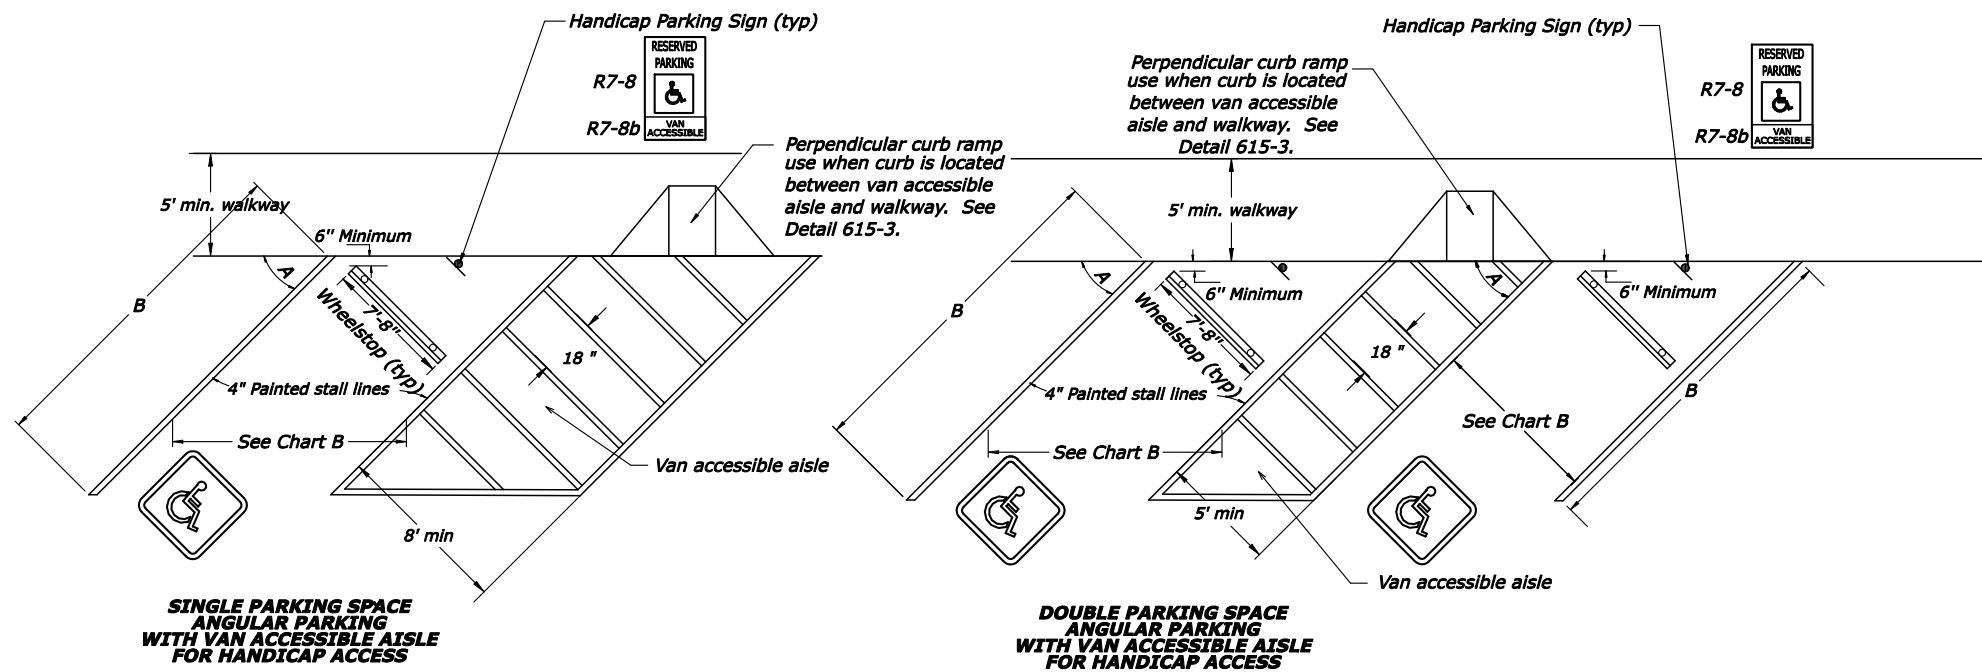 Handicap Parking Sign (typ)
RESERVED
PARKING
R7-8
R7-8b
VAN
ACCESSIBLE
Perpendicular curb ramp
use when curb is located
between van accessible
aisle and walkway. See
Detail 615-3.
5' min. walkway
6" Minimum
A
B
7'-8"
Wheelstop (typ)
18 "
4" Painted stall lines
See Chart B
Van accessible aisle
8' min
SINGLE PARKING SPACE
ANGULAR PARKING
WITH VAN ACCESSIBLE AISLE
FOR HANDICAP ACCESS
Handicap Parking Sign (typ)
RESERVED
PARKING
R7-8
R7-8b
VAN
ACCESSIBLE
Perpendicular curb ramp
use when curb is located
between van accessible
aisle and walkway. See
Detail 615-3.
5' min. walkway
A
A
6" Minimum
6" Minimum
B
7'-8"
Wheelstop (typ)
18 "
4" Painted stall lines
B
See Chart B
See Chart B
5' min
Van accessible aisle
DOUBLE PARKING SPACE
ANGULAR PARKING
WITH VAN ACCESSIBLE AISLE
FOR HANDICAP ACCESS